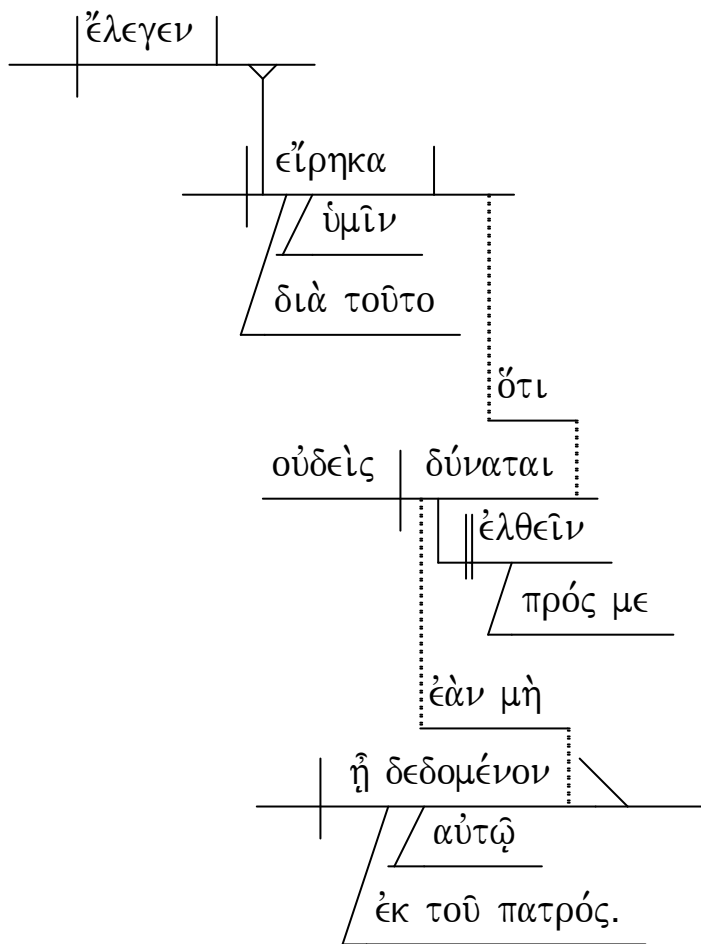 ἔλεγεν
εἴρηκα
ὑμῖν
διὰ τοῦτο
ὅτι
οὐδεὶς δύναται
ἐλθεῖν
πρός με
ἐὰν μὴ
ᾖ δεδομένον
αὐτῷ
ἐκ τοῦ πατρός.